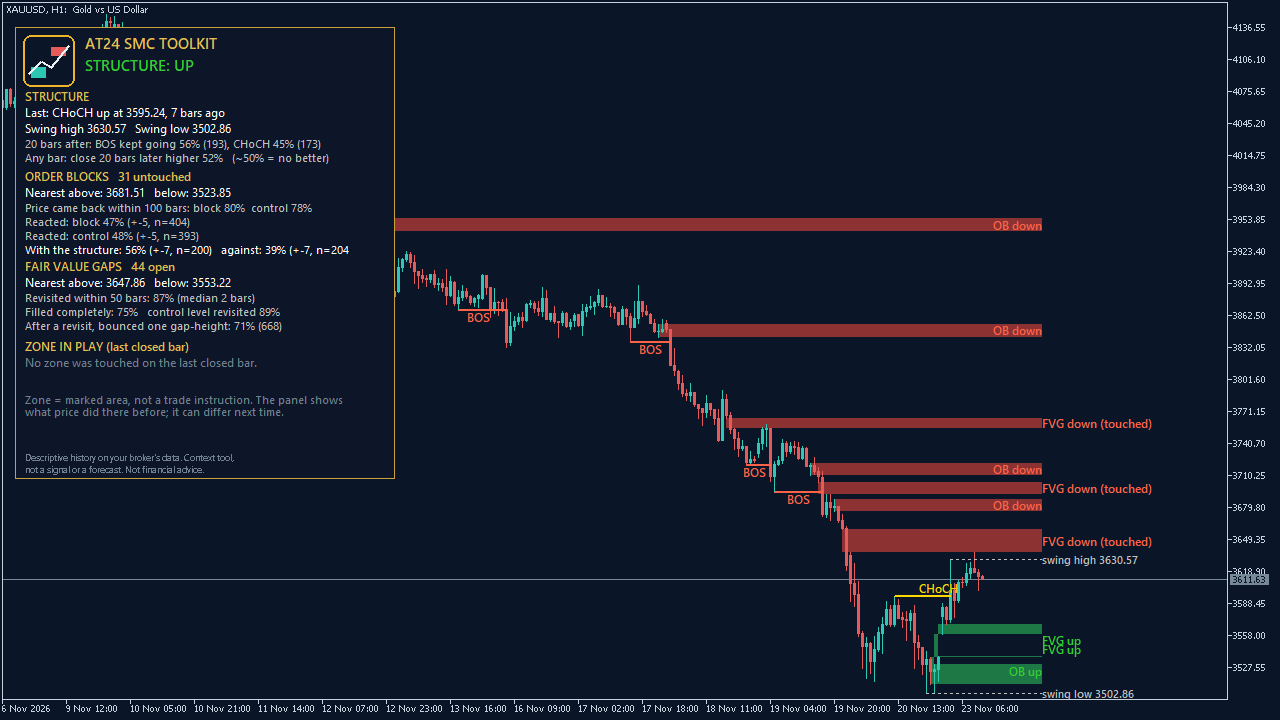 XAUUSD, H1: Gold vs US Dollar
AT24 SMC TOOLKIT
STRUCTURE: UP
STRUCTURE
Last: CHoCH up at 3595.24, 7 bars ago
Swing high 3630.57 Swing low 3502.86
20 bars after: BOS kept going 56% (193), CHoCH 45% (173)
Any bar: close 20 bars later higher 52% (~50% = no better)
ORDER BLOCKS 31 untouched
Nearest above: 3681.51 below: 3523.85
Price came back within 100 bars: block 80% control 78%
Reacted: block 47% (+-5, n=404)
Reacted: control 48% (+-5, n=393)
With the structure: 56% (+-7, n=200) against: 39% (+-7, n=204
FAIR VALUE GAPS 44 open
Nearest above: 3647.86 below: 3553.22
Revisited within 50 bars: 87% (median 2 bars)
Filled completely: 75% control level revisited 89%
After a revisit, bounced one gap-height: 71% (668)
ZONE IN PLAY (last closed bar)
No zone was touched on the last closed bar.
Zone = marked area, not a trade instruction. The panel shows
what price did there before; it can differ next time.
Descriptive history on your broker's data. Context tool,
not a signal or a forecast. Not financial advice.
OB down
BOS
OB down
BOS
FVG down (touched)
OB down
BOS
FVG down (touched)
BOS
OB down
FVG down (touched)
swing high 3630.57
CHoCH
FVG up
FVG up
OB up
swing low 3502.86
4136.55
4106.10
4075.65
4045.20
4014.75
3984.30
3953.85
3923.40
3892.95
3862.50
3832.05
3801.60
3771.15
3740.70
3710.25
3679.80
3649.35
3618.90
3611.63
3588.45
3558.00
3527.55
6 Nov 2026
9 Nov 12:00
10 Nov 05:00
10 Nov 21:00
11 Nov 14:00
12 Nov 07:00
12 Nov 23:00
13 Nov 16:00
16 Nov 09:00
17 Nov 02:00
17 Nov 18:00
18 Nov 11:00
19 Nov 04:00
19 Nov 20:00
20 Nov 13:00
23 Nov 06:00